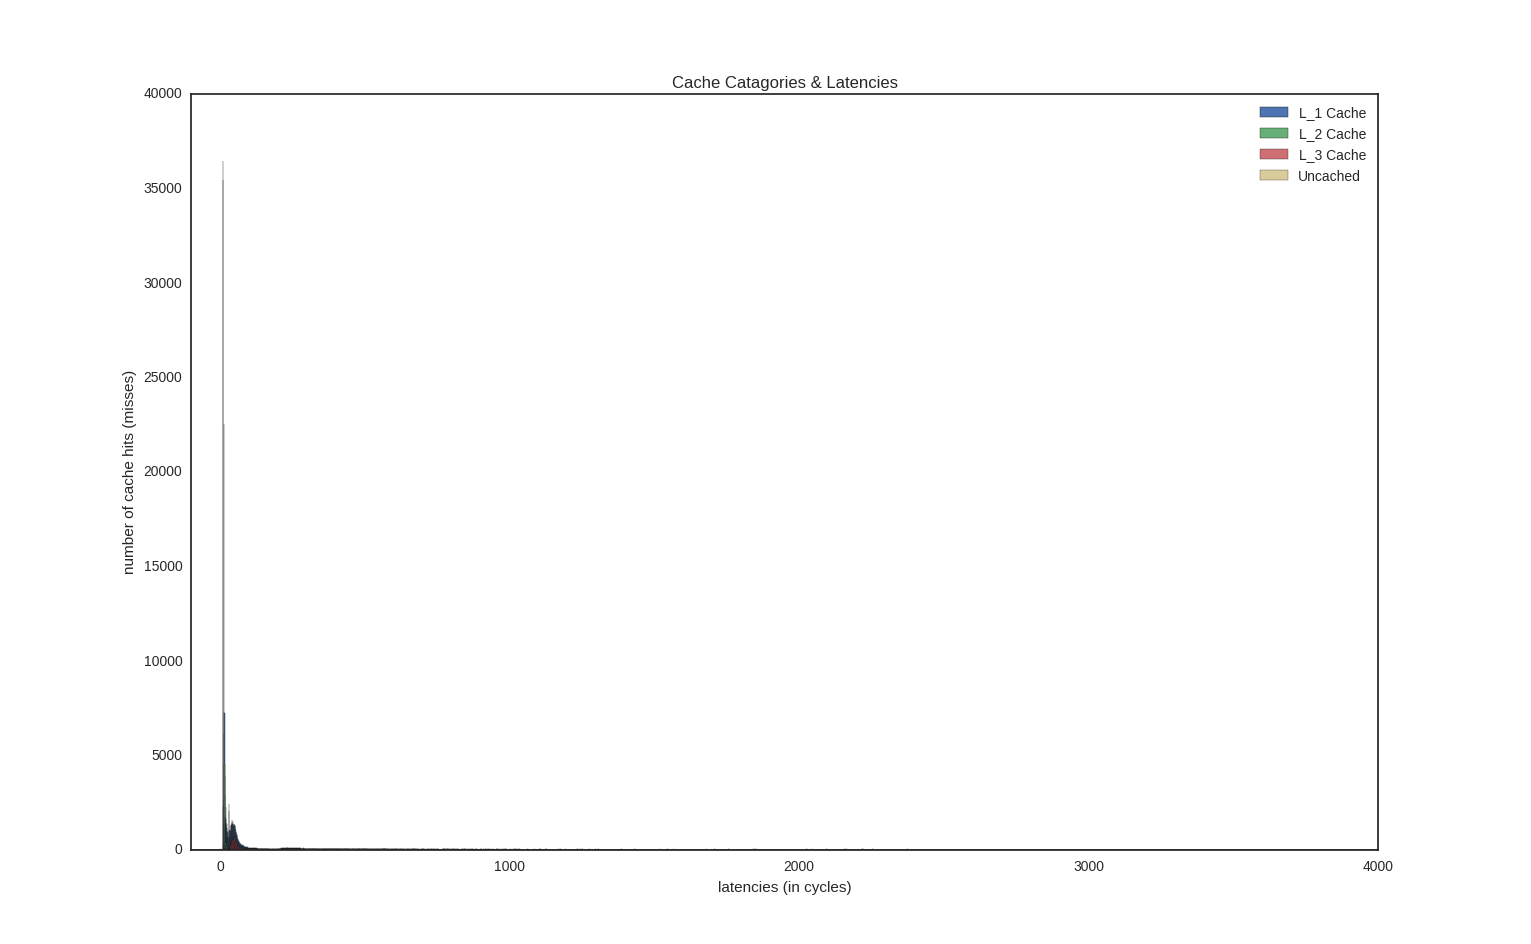 Cache Catagories & Latencies
40000
35000
30000
25000
20000
15000
10000
5000
0
number of cache hits (misses)
L_1 Cache
L_2 Cache
L_3 Cache
Uncached
0 1000 2000 3000 4000
latencies (in cycles)